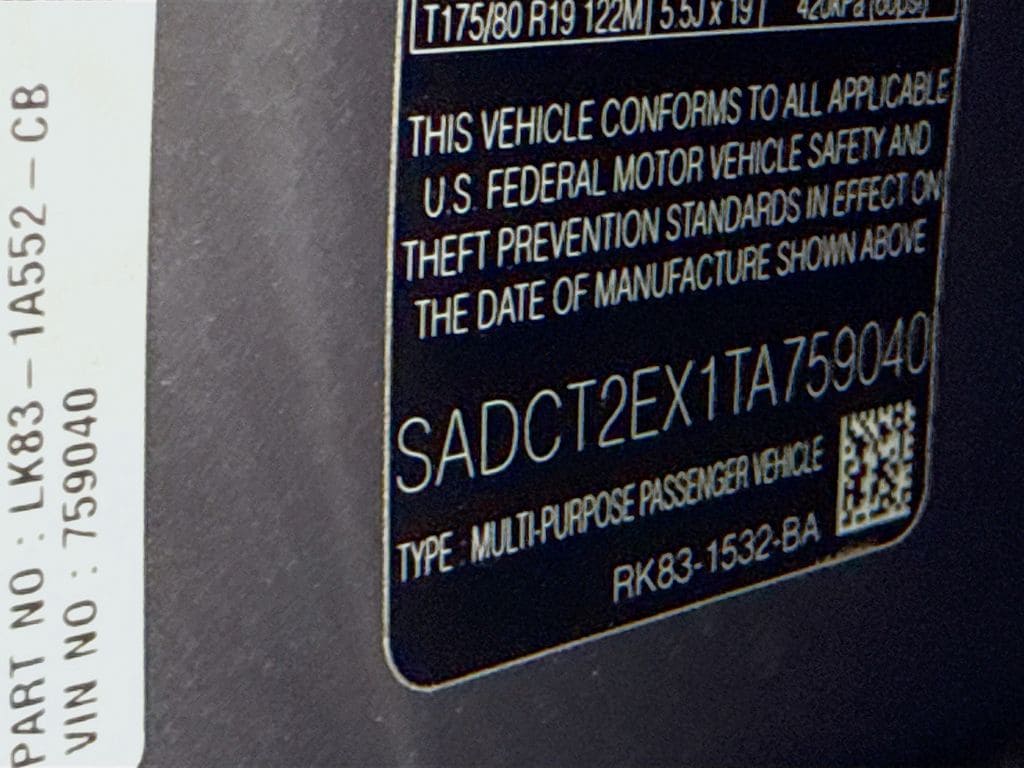 PART NO : LK83-1A552-CB
VIN NO : 759040
T175/80 R19 122M 5.5J x 19 420kPa (60psi)
THIS VEHICLE CONFORMS TO ALL APPLICABLE
U.S. FEDERAL MOTOR VEHICLE SAFETY AND
THEFT PREVENTION STANDARDS IN EFFECT ON
THE DATE OF MANUFACTURE SHOWN ABOVE
SADCT2EX1TA759040
TYPE : MULTI-PURPOSE PASSENGER VEHICLE
RK83-1532-BA